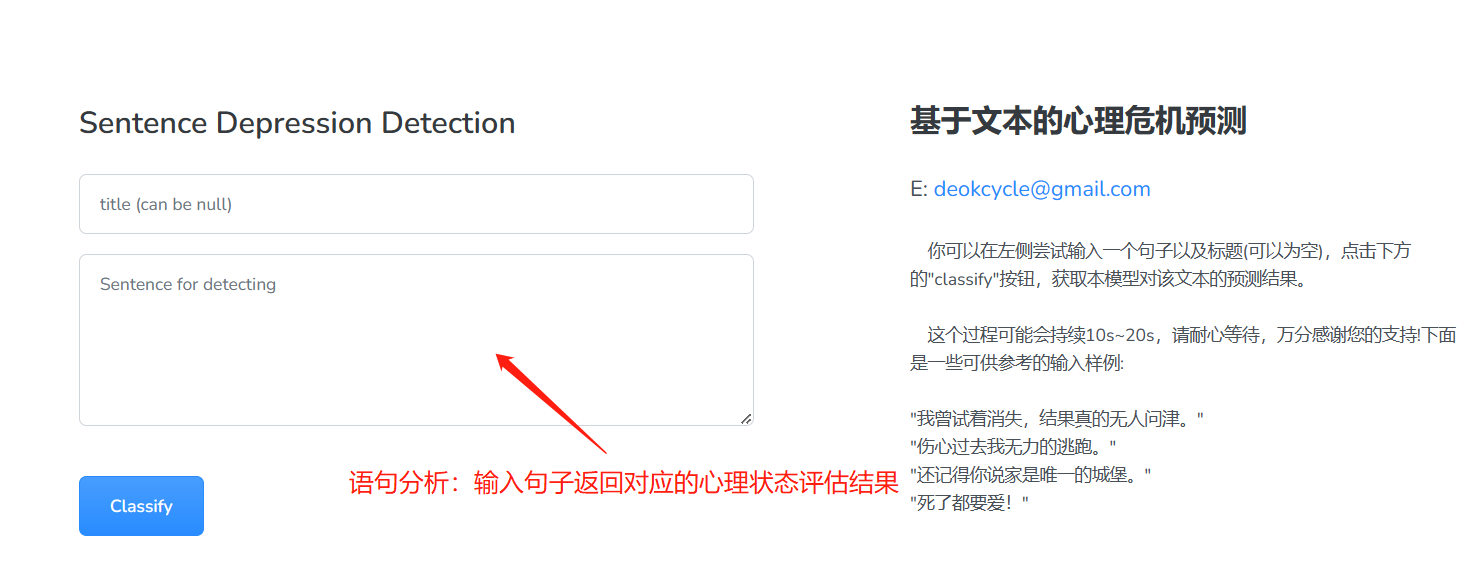 Sentence Depression Detection
title (can be null)
Sentence for detecting
语句分析：输入句子返回对应的心理状态评估结果
Classify
基于文本的心理危机预测
E: deokcycle@gmail.com
你可以在左侧尝试输入一个句子以及标题(可以为空)，点击下方
的"classify"按钮，获取本模型对该文本的预测结果。
这个过程可能会持续10s~20s，请耐心等待，万分感谢您的支持!下面
是一些可供参考的输入样例:
"我曾试着消失，结果真的无人问津。"
"伤心过去我无力的逃跑。"
"还记得你说家是唯一的城堡。"
"死了都要爱！"